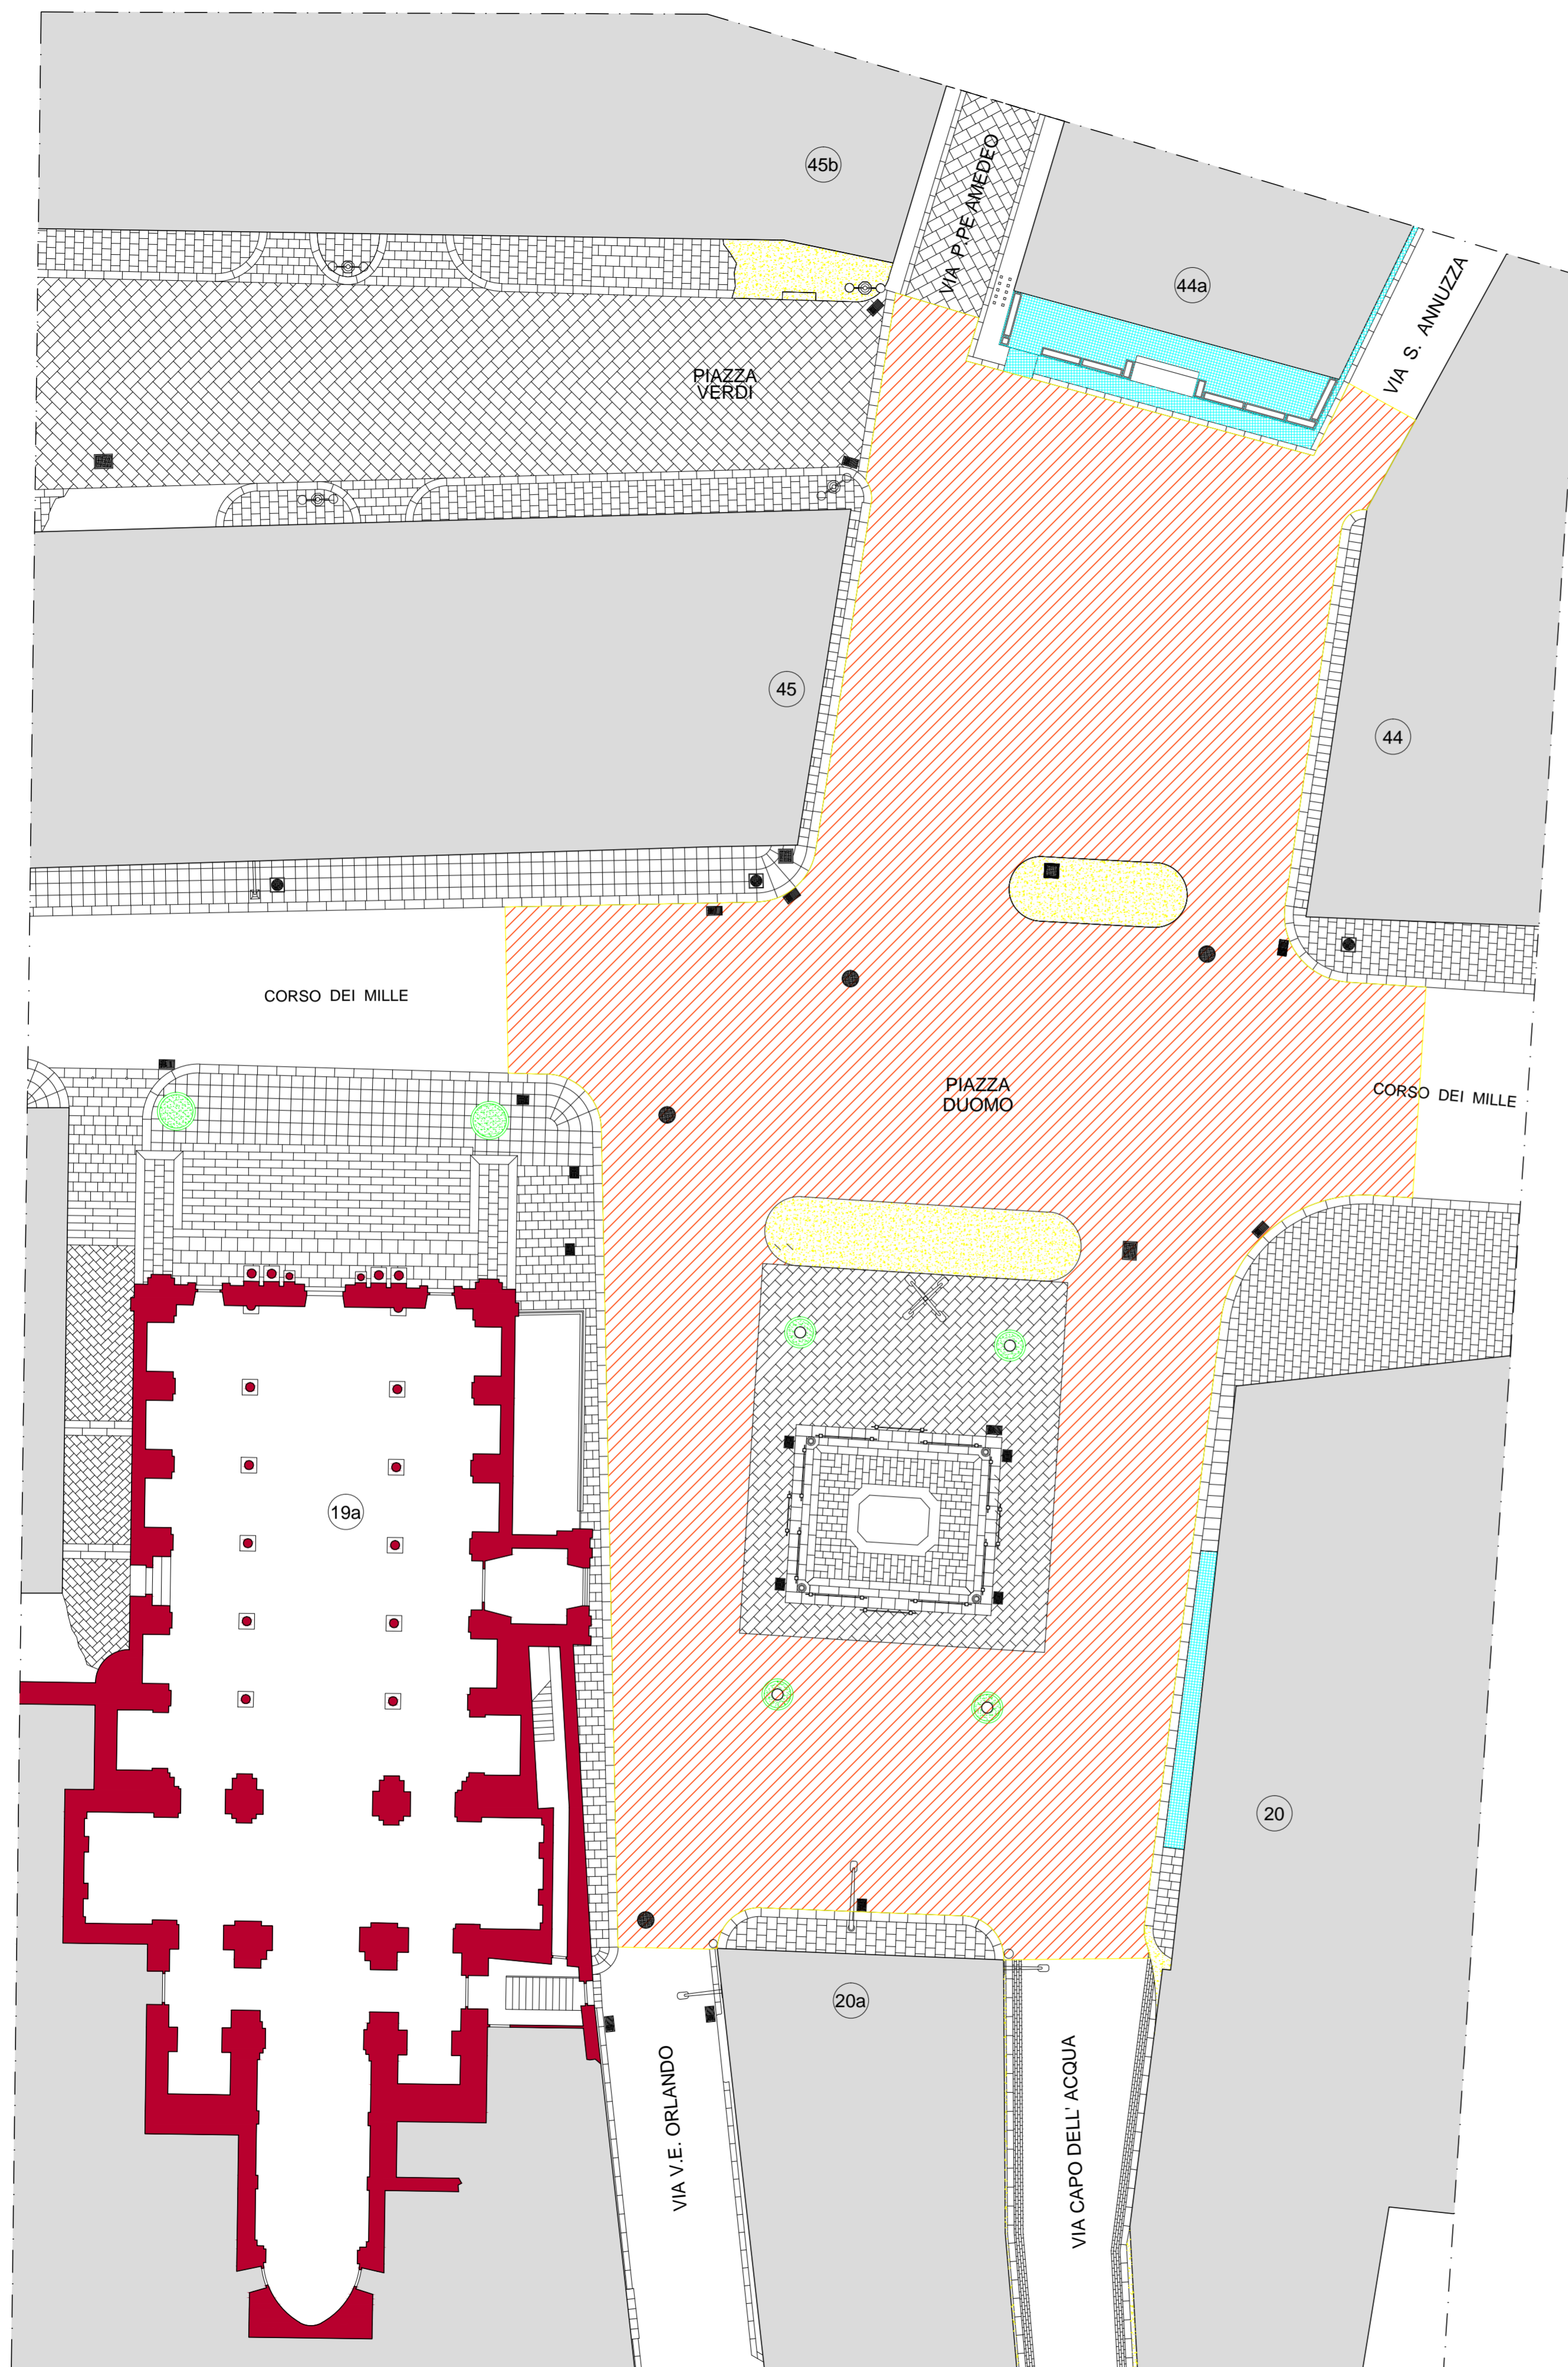 45b
VIA P.PE AMEDEO
44a
VIA S. ANNUZZA
PIAZZA
VERDI
45
44
CORSO DEI MILLE
PIAZZA
DUOMO
CORSO DEI MILLE
19a
20
20a
VIA V.E. ORLANDO
VIA CAPO DELL' ACQUA